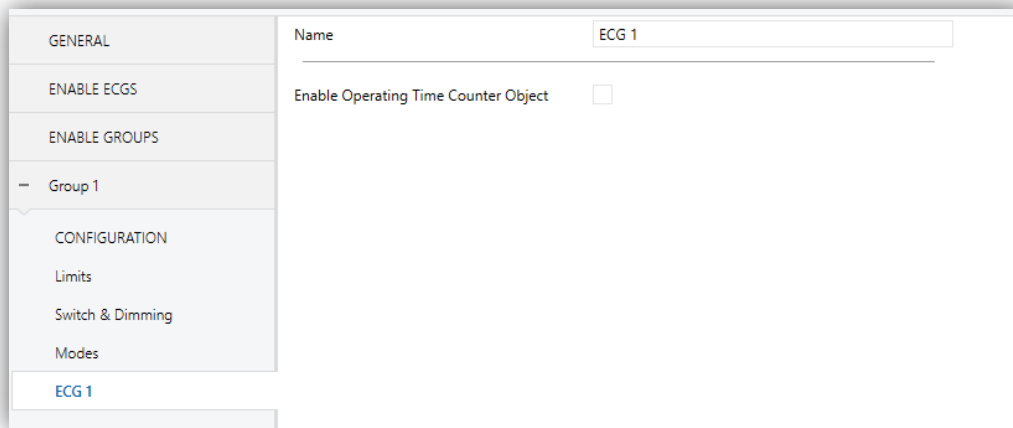 GENERAL
ENABLE ECGS
ENABLE GROUPS
Group 1
CONFIGURATION
Limits
Switch & Dimming
Modes
ECG 1
Name
ECG 1
Enable Operating Time Counter Object